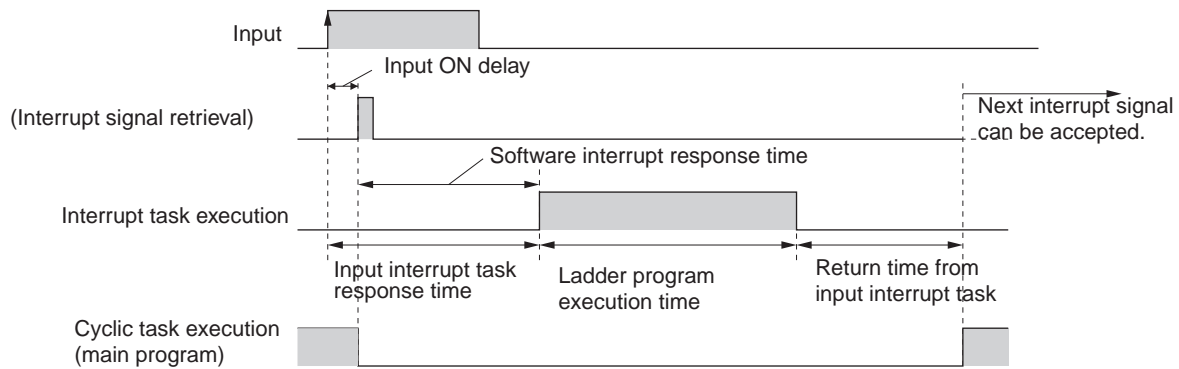 Input
Input ON delay
(Interrupt signal retrieval)
Next interrupt signal
can be accepted.
Software interrupt response time
Interrupt task execution
Input interrupt task
response time
Ladder program
execution time
Return time from
input interrupt task
Cyclic task execution
(main program)